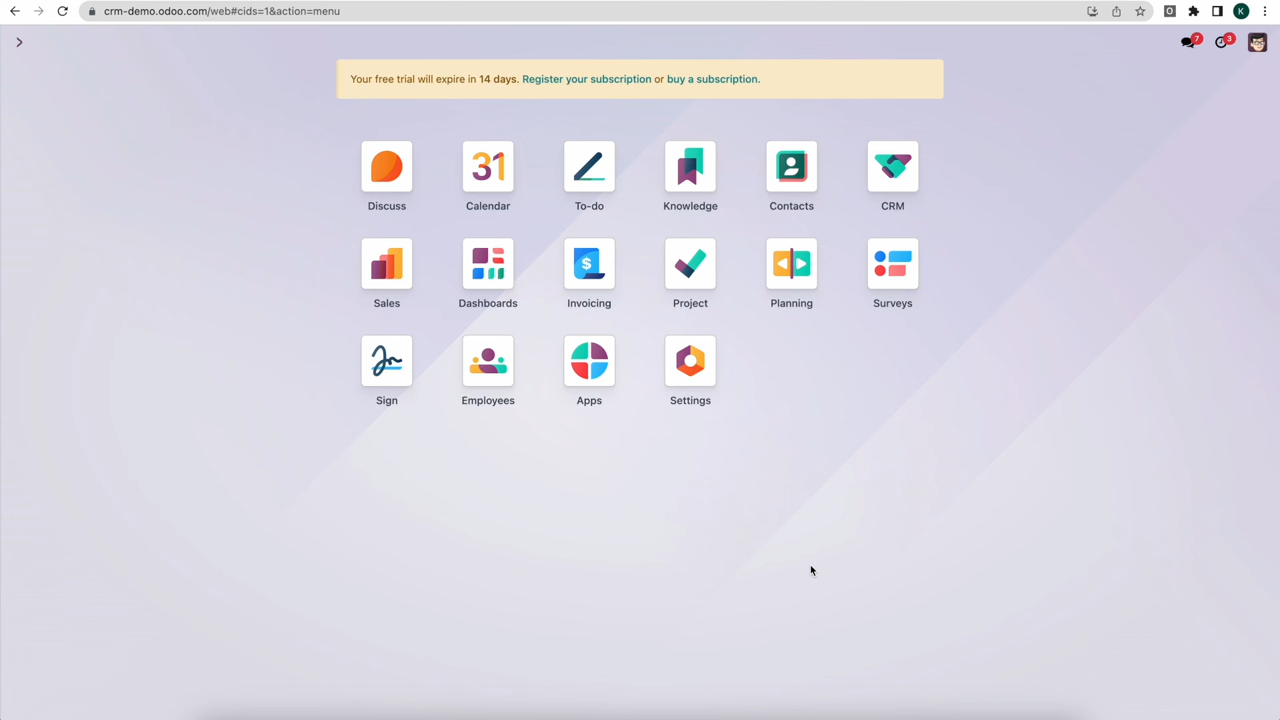 crm-demo.odoo.com/web#cids=1&action=menu
O
K
7
3
Your free trial will expire in 14 days. Register your subscription or buy a subscription.
31
Discuss
Calendar
To-do
Knowledge
Contacts
CRM
$
Sales
Dashboards
Invoicing
Project
Planning
Surveys
Sign
Employees
Apps
Settings